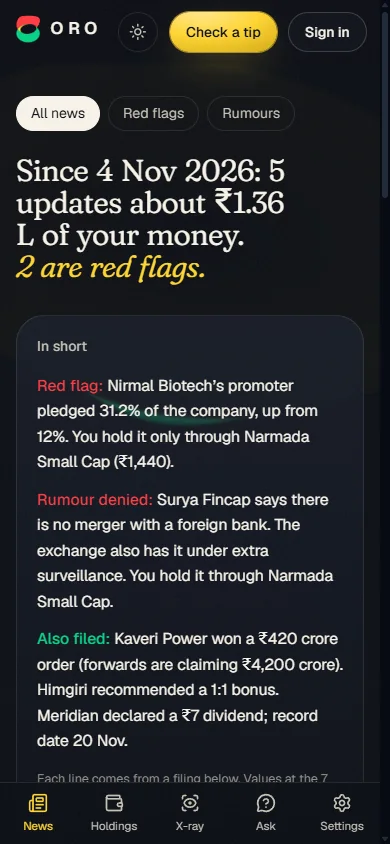 ORO
Check a tip
Sign in
All news
Red flags
Rumours
Since 4 Nov 2026: 5
updates about ₹1.36
L of your money.
2 are red flags.
In short
Red flag: Nirmal Biotech’s promoter
pledged 31.2% of the company, up from
12%. You hold it only through Narmada
Small Cap (₹1,440).
Rumour denied: Surya Fincap says there
is no merger with a foreign bank. The
exchange also has it under extra
surveillance. You hold it through Narmada
Small Cap.
Also filed: Kaveri Power won a ₹420 crore
order (forwards are claiming ₹4,200 crore).
Himgiri recommended a 1:1 bonus.
Meridian declared a ₹7 dividend; record
date 20 Nov.
Each line comes from a filing below. Values at the 7
News
Holdings
X-ray
Ask
Settings